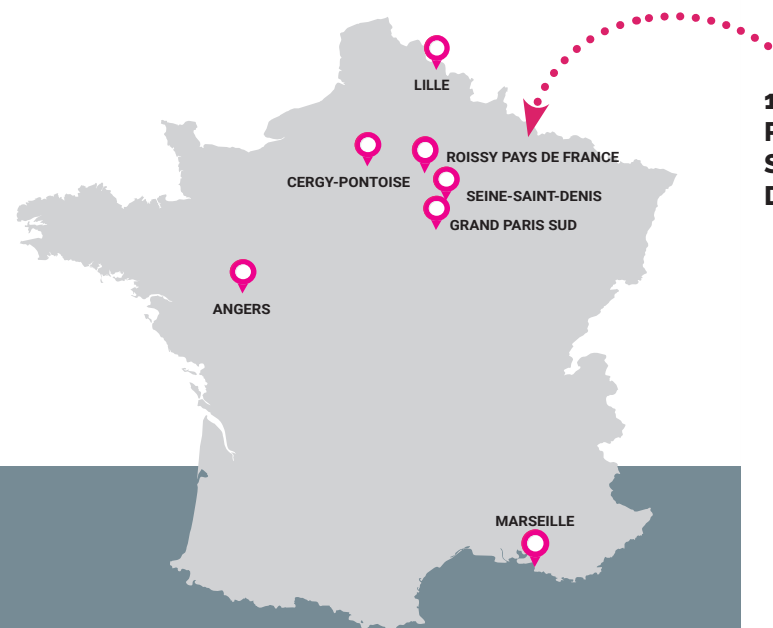 LILLE
ROISSY PAYS DE FRANCE
CERGY-PONTOISE
SEINE-SAINT-DENIS
GRAND PARIS SUD
ANGERS
MARSEILLE